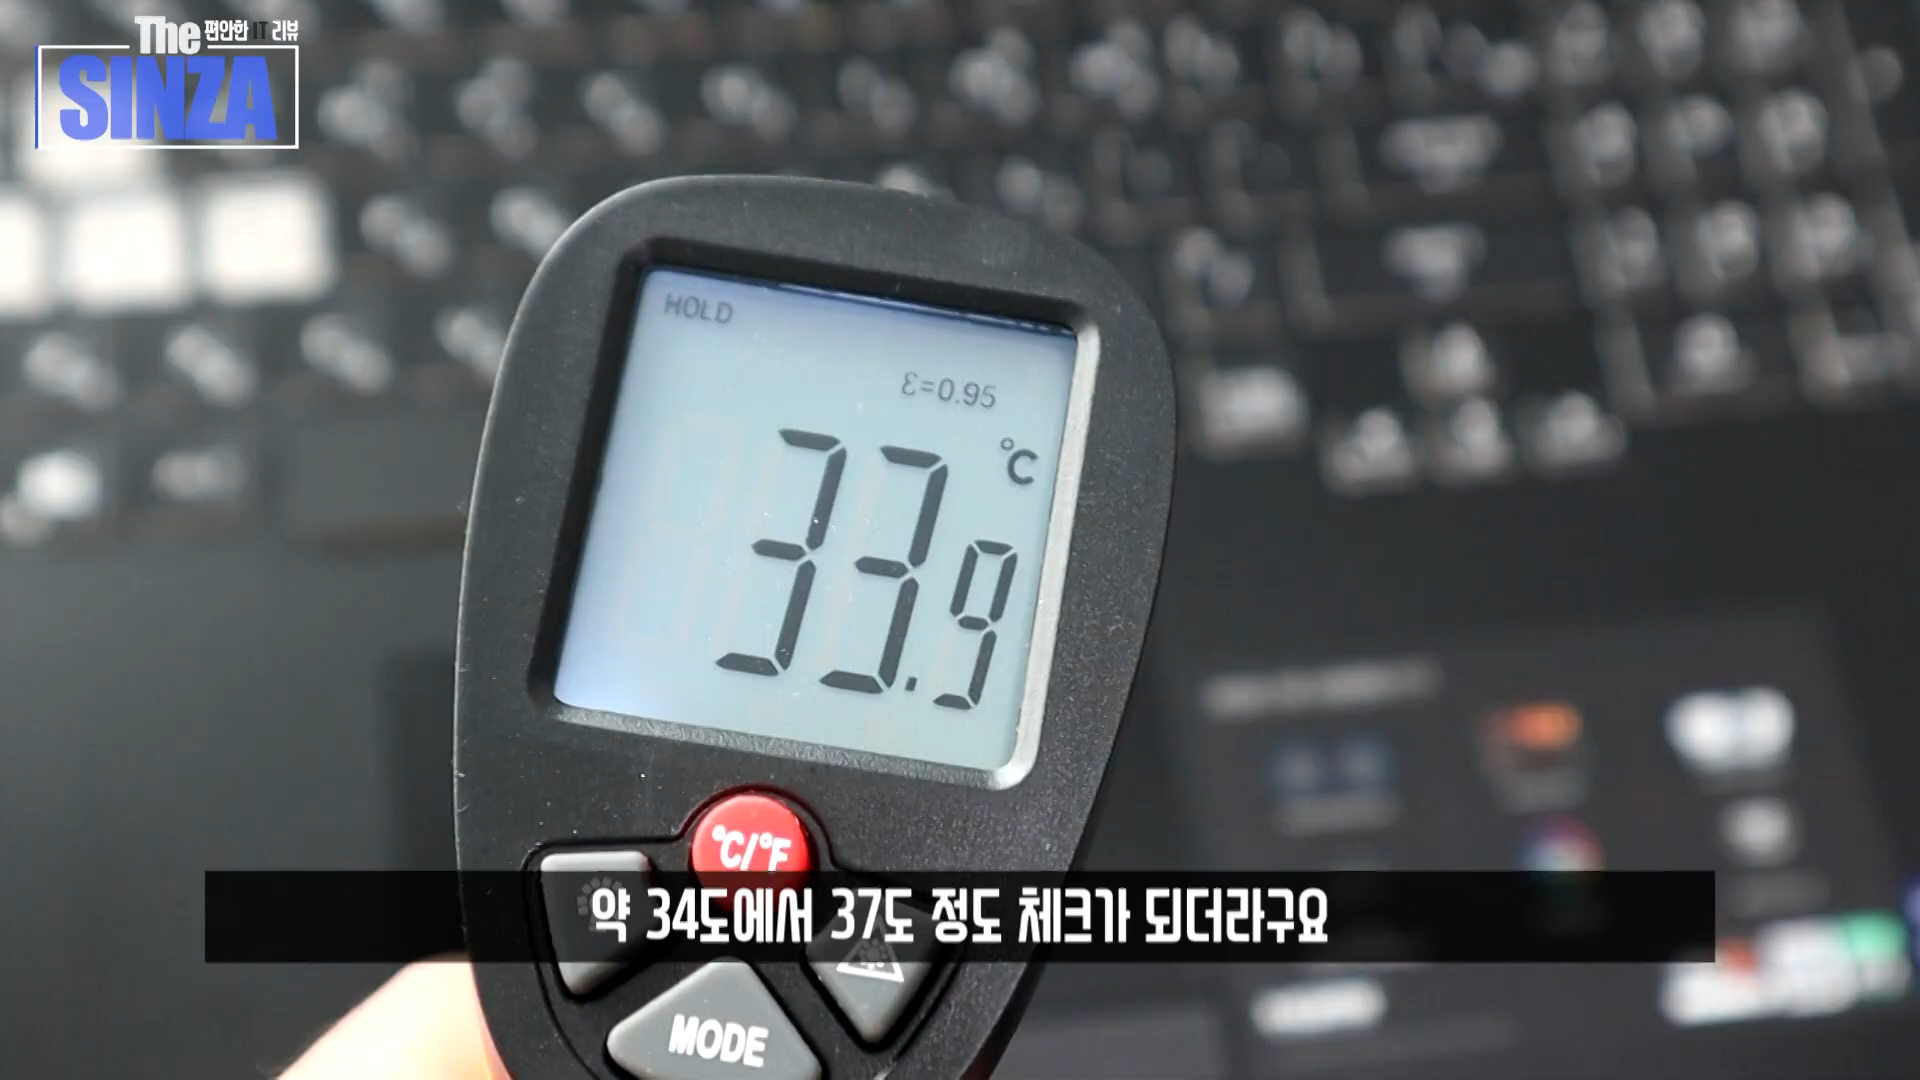 The 편안한 IT 리뷰
SINZA
HOLD
ε=0.95
°C
33.9
°C/°F
약 34도에서 37도 정도 체크가 되더라구요
MODE